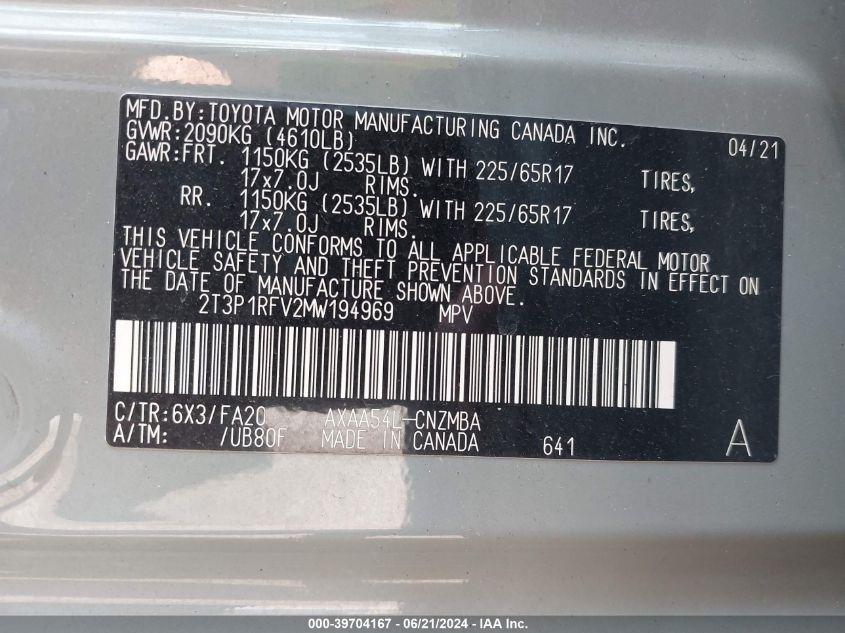 MFD.BY:TOYOTA MOTOR MANUFACTURING CANADA INC. 04/21
GVWR:2090KG (4610LB)
GAWR:FRT. 1150KG (2535LB) WITH 225/65R17 TIRES,
17x7.0J RIMS.
RR. 1150KG (2535LB) WITH 225/65R17 TIRES,
17x7.0J RIMS.
THIS VEHICLE CONFORMS TO ALL APPLICABLE FEDERAL MOTOR
VEHICLE SAFETY AND THEFT PREVENTION STANDARDS IN EFFECT ON
THE DATE OF MANUFACTURE SHOWN ABOVE.
2T3P1RFV2MW194969 MPV
C/TR:6X3/FA20 AXAA54L-CNZMBA
A/TM: /UB80F MADE IN CANADA 641 A
000-39704167 - 06/21/2024 - IAA Inc.